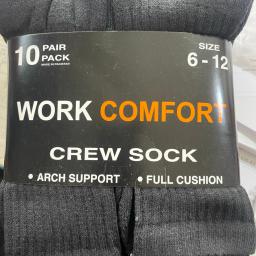 10 PAIR PACK
SIZE
6 - 12
WORK COMFORT
CREW SOCK
• ARCH SUPPORT • FULL CUSHION